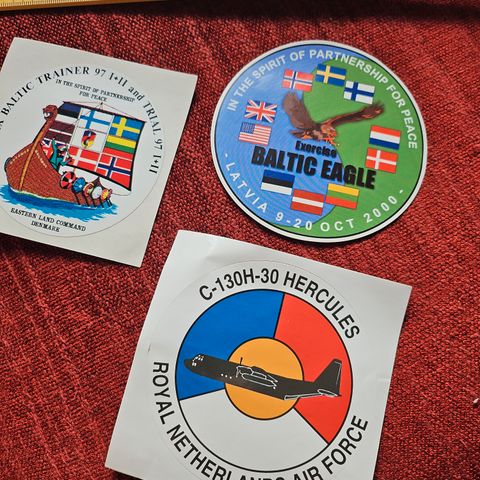 BALTIC TRAINER 97 I+II and TRIAL 97 I-II
IN THE SPIRIT OF PARTNERSHIP
FOR PEACE
EASTERN LAND COMMAND
DENMARK
IN THE SPIRIT OF PARTNERSHIP FOR PEACE
Exercise
BALTIC EAGLE
- LATVIA 9-20 OCT 2000 -
C-130H-30 HERCULES
ROYAL NETHERLANDS AIR FORCE